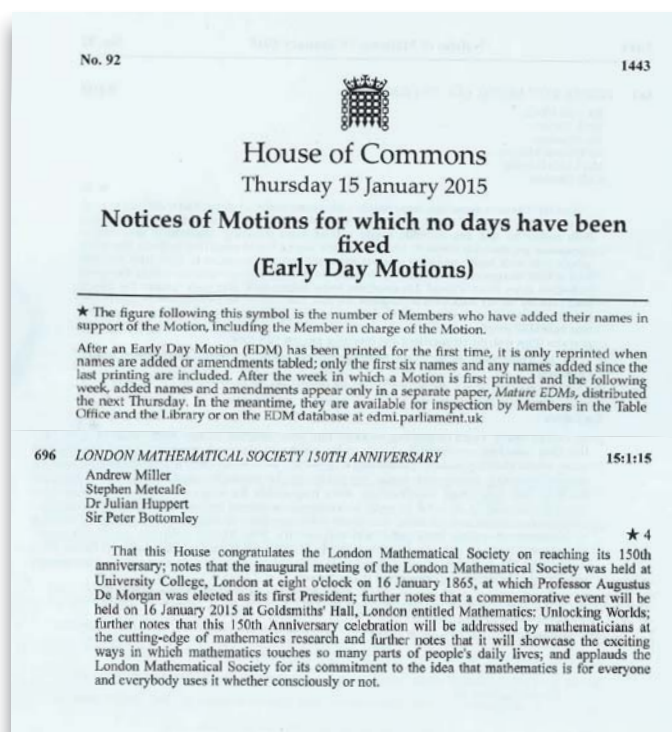 No. 92
1443
House of Commons
Thursday 15 January 2015
Notices of Motions for which no days have been
fixed
(Early Day Motions)
★ The figure following this symbol is the number of Members who have added their names in
support of the Motion, including the Member in charge of the Motion.
After an Early Day Motion (EDM) has been printed for the first time, it is only reprinted when
names are added or amendments tabled; only the first six names and any names added since the
last printing are included. After the week in which a Motion is first printed and the following
week, added names and amendments appear only in a separate paper, Mature EDMs, distributed
the next Thursday. In the meantime, they are available for inspection by Members in the Table
Office and the Library or on the EDM database at edmi.parliament.uk
696 LONDON MATHEMATICAL SOCIETY 150TH ANNIVERSARY 15:1:15
Andrew Miller
Stephen Metcalfe
Dr Julian Huppert
Sir Peter Bottomley
★ 4
That this House congratulates the London Mathematical Society on reaching its 150th
anniversary; notes that the inaugural meeting of the London Mathematical Society was held at
University College, London at eight o'clock on 16 January 1865, at which Professor Augustus
De Morgan was elected as its first President; further notes that a commemorative event will be
held on 16 January 2015 at Goldsmiths' Hall, London entitled Mathematics: Unlocking Worlds;
further notes that this 150th Anniversary celebration will be addressed by mathematicians at
the cutting-edge of mathematics research and further notes that it will showcase the exciting
ways in which mathematics touches so many parts of people's daily lives; and applauds the
London Mathematical Society for its commitment to the idea that mathematics is for everyone
and everybody uses it whether consciously or not.